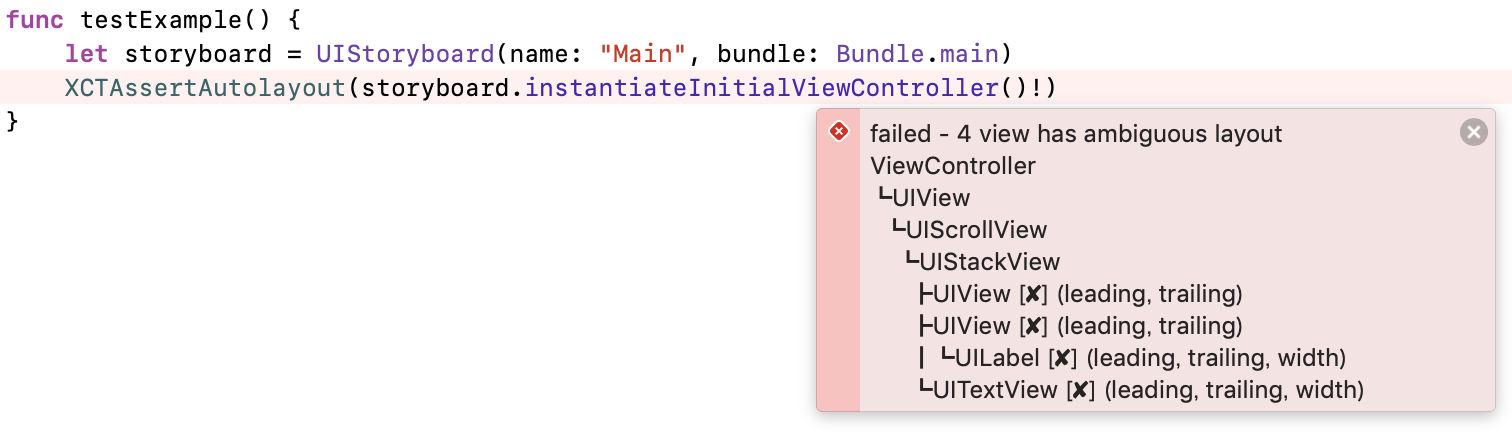 func testExample() {
    let storyboard = UIStoryboard(name: "Main", bundle: Bundle.main)
    XCTAssertAutolayout(storyboard.instantiateInitialViewController()!)
}
failed - 4 view has ambiguous layout
ViewController
┗UIView
 ┗UIScrollView
  ┗UIStackView
   ┣UIView [✘] (leading, trailing)
   ┣UIView [✘] (leading, trailing)
   | ┗UILabel [✘] (leading, trailing, width)
   ┗UITextView [✘] (leading, trailing, width)